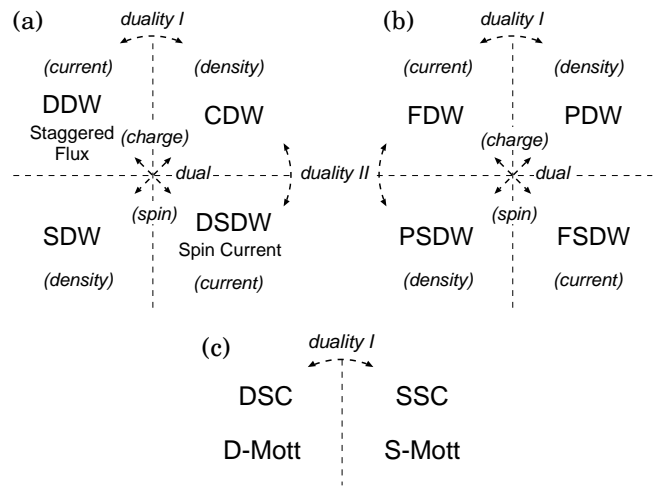 (a)
duality I
(b)
duality I
(current)
(density)
(current)
(density)
DDW
CDW
FDW
PDW
Staggered
Flux
(charge)
(charge)
dual
duality II
dual
(spin)
(spin)
SDW
DSDW
PSDW
FSDW
Spin Current
(density)
(current)
(density)
(current)
(c)
duality I
DSC
SSC
D-Mott
S-Mott